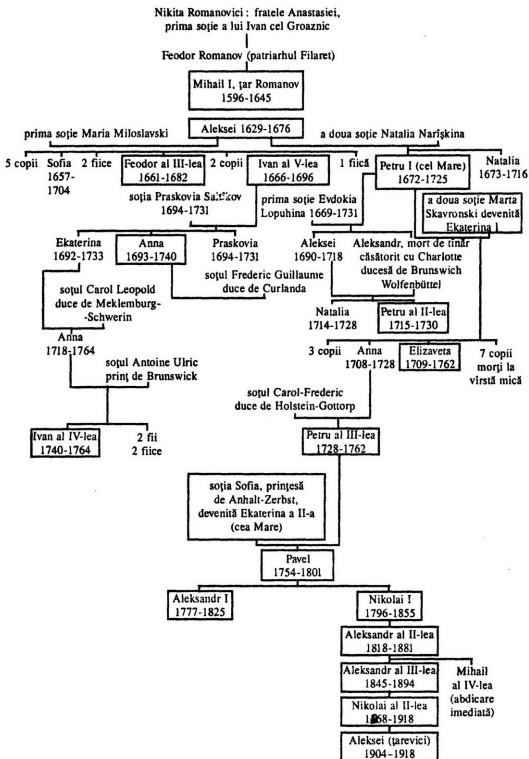 Nikita Romanovici : fratele Anastasiei,
prima soție a lui Ivan cel Groaznic
Feodor Romanov (patriarhul Filaret)
Mihail I, țar Romanov
1596-1645
prima soție Maria Miloslavski
Aleksei 1629-1676
a doua soție Natalia Narîșkina
5 copii
Sofia
1657-
1704
2 fiice
Feodor al III-lea
1661-1682
2 copii
Ivan al V-lea
1666-1696
1 fiică
Petru I (cel Mare)
1672-1725
Natalia
1673-1716
soția Praskovia Saltîkov
1694-1731
prima soție Evdokia
Lopuhina 1669-1731
a doua soție Marta
Skavronski devenită
Ekaterina I
Ekaterina
1692-1733
Anna
1693-1740
Praskovia
1694-1731
Aleksei
1690-1718
Aleksandr, mort de tînăr
căsătorit cu Charlotte
ducesă de Brunswich
Wolfenbüttel
soțul Frederic Guillaume
duce de Curlanda
soțul Carol Leopold
duce de Meklemburg-
-Schwerin
Natalia
1714-1728
Petru al II-lea
1715-1730
Anna
1718-1764
3 copii
Anna
1708-1728
Elizaveta
1709-1762
7 copii
morți la
vîrstă mică
soțul Antoine Ulric
prinț de Brunswick
soțul Carol-Frederic
duce de Holstein-Gottorp
Ivan al IV-lea
1740-1764
2 fii
2 fiice
Petru al III-lea
1728-1762
soția Sofia, prințesă
de Anhalt-Zerbst,
devenită Ekaterina a II-a
(cea Mare)
Pavel
1754-1801
Aleksandr I
1777-1825
Nikolai I
1796-1855
Aleksandr al II-lea
1818-1881
Aleksandr al III-lea
1845-1894
Mihail
al IV-lea
(abdicare
imediată)
Nikolai al II-lea
1868-1918
Aleksei (țarevici)
1904-1918